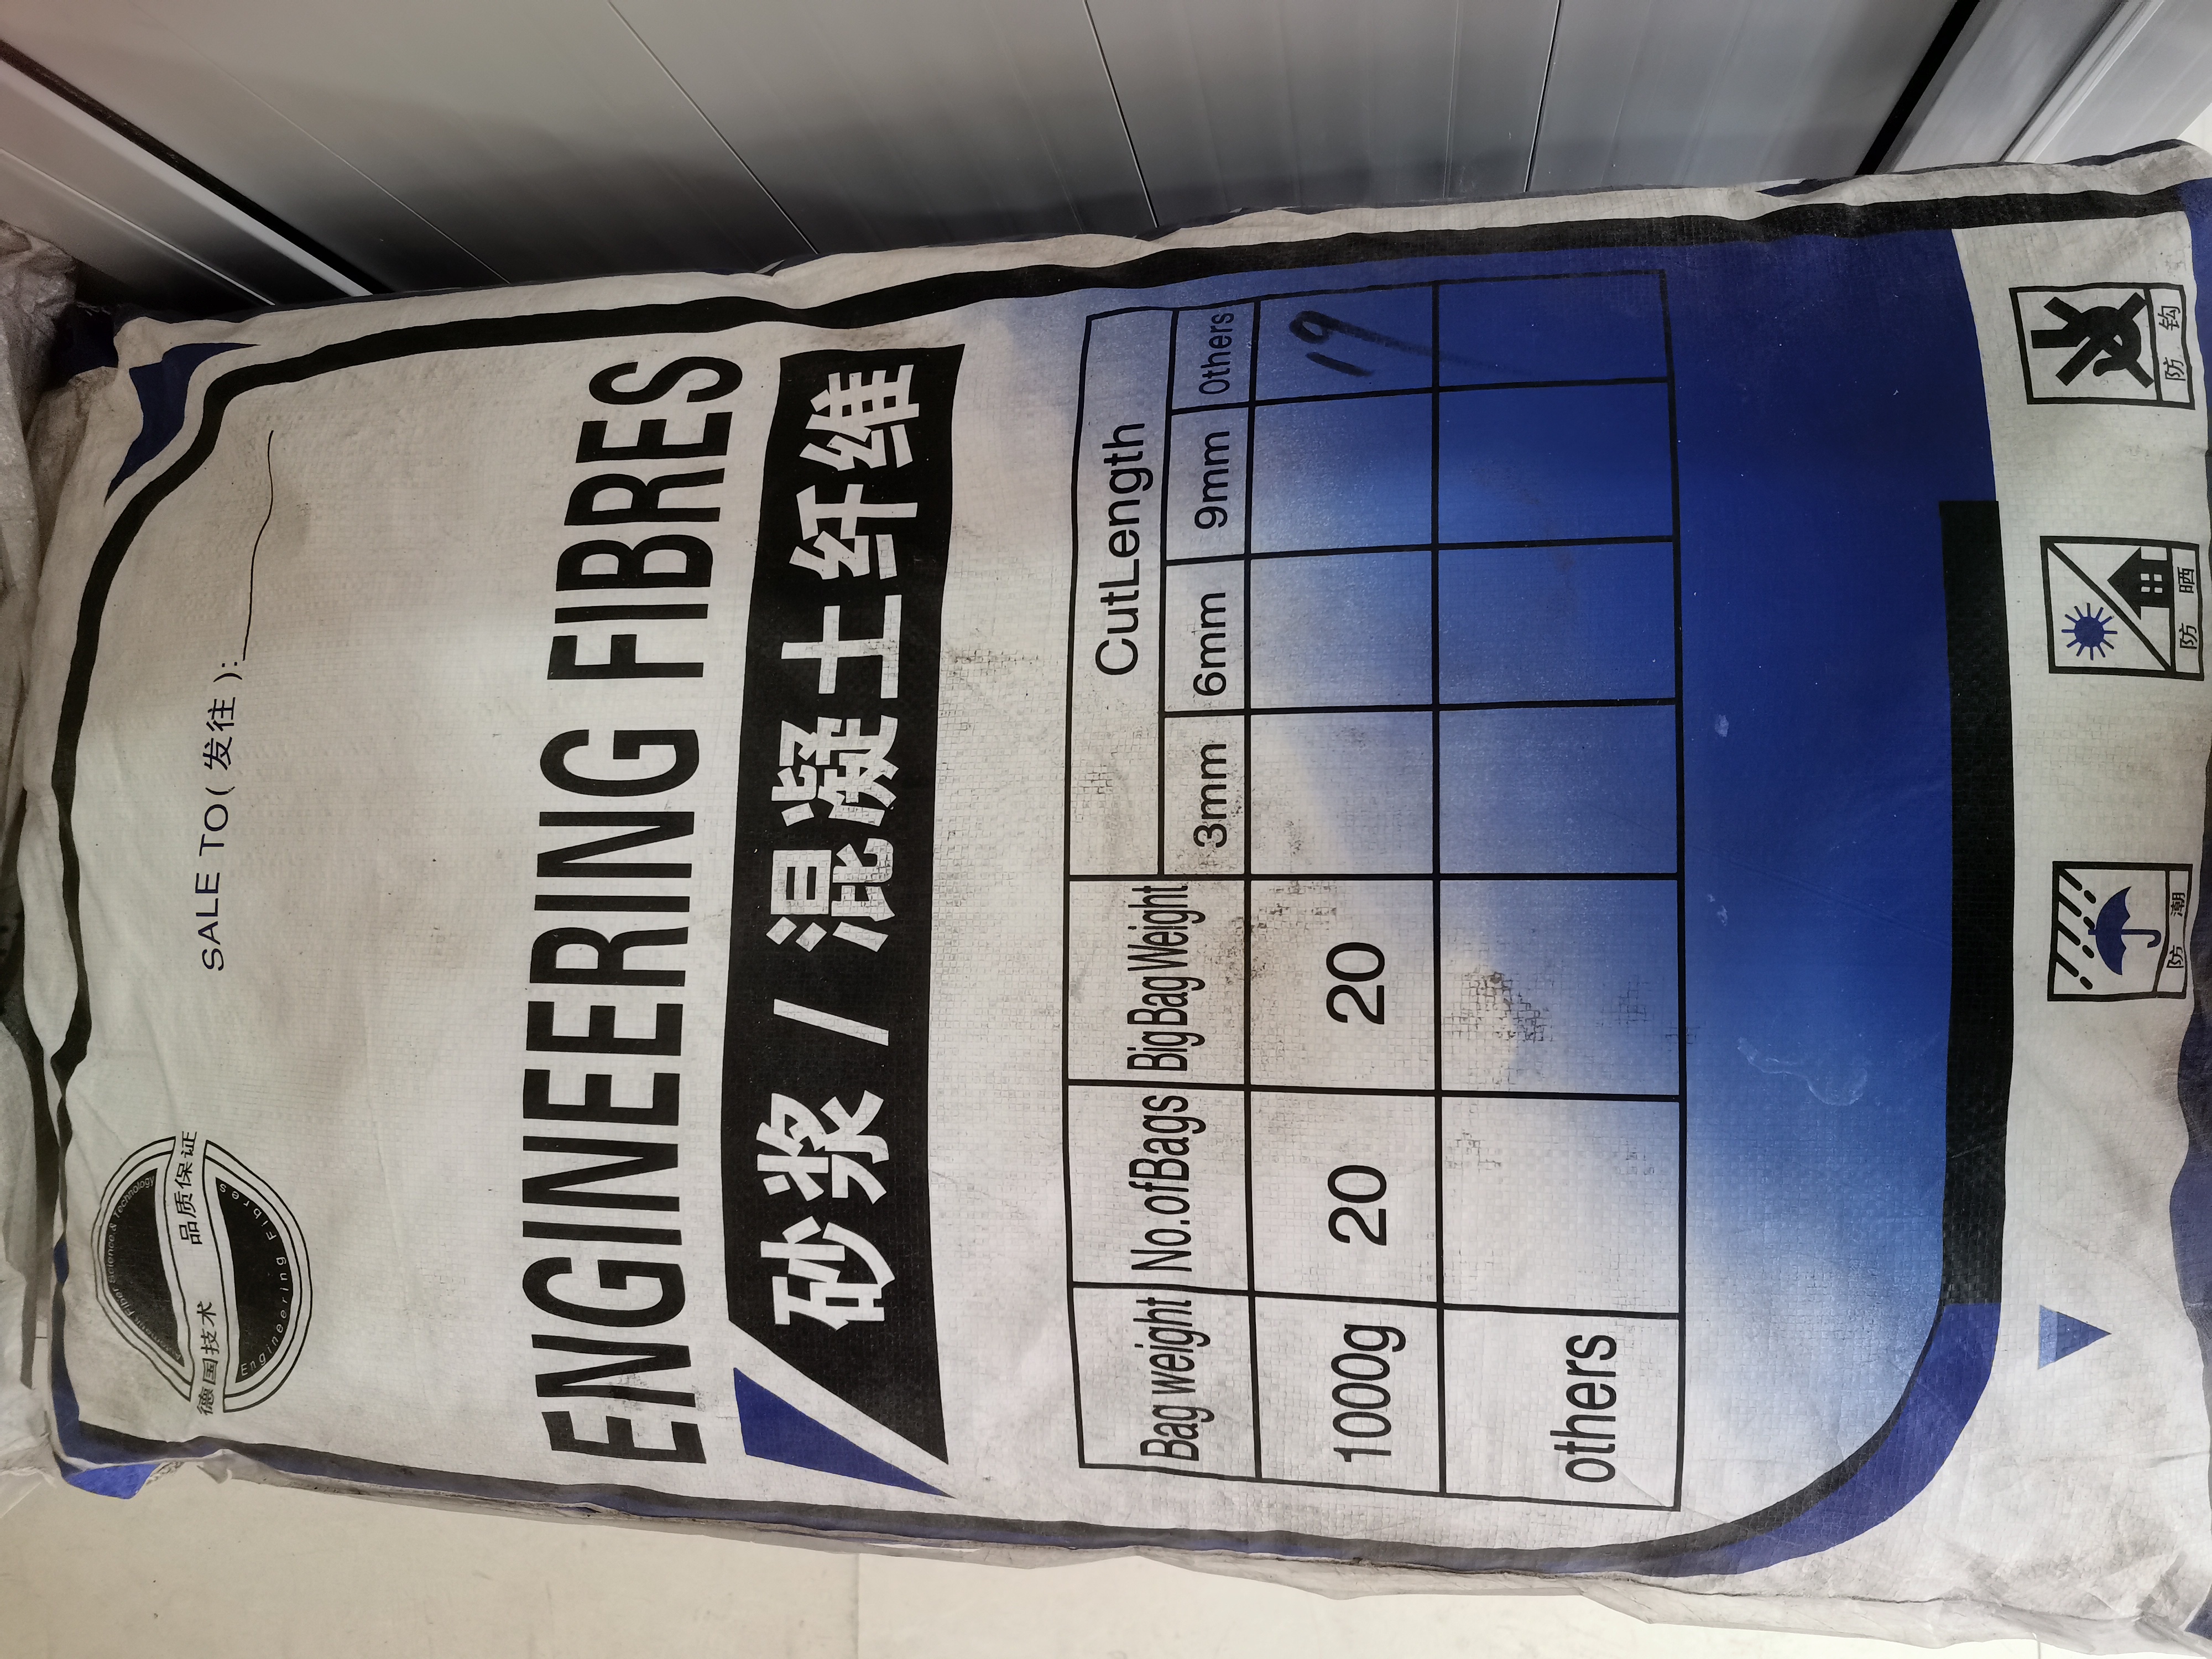 德国技术 品质保证
Engineering Fibres
SALE TO(发往):
ENGINEERING FIBRES
砂浆/混凝土纤维
Bag weight No.ofBags BigBagWeight CutLength
3mm 6mm 9mm Others
1000g 20 20 19
others
防潮 防晒 防钩